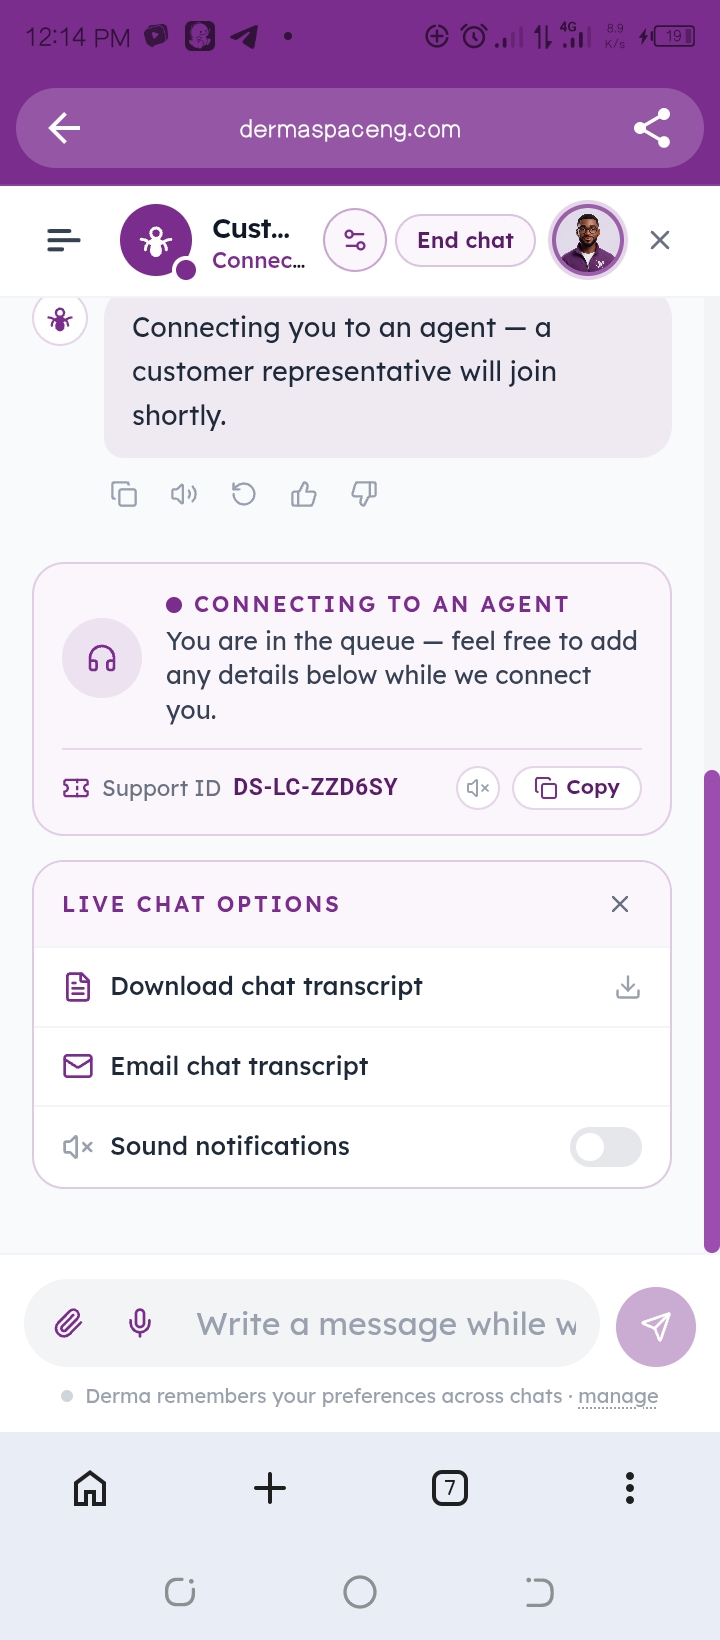 12:14 PM
4G
8.9
K/s
19
dermaspaceng.com
Cust...
Connec...
End chat
Connecting you to an agent — a
customer representative will join
shortly.
CONNECTING TO AN AGENT
You are in the queue — feel free to add
any details below while we connect
you.
Support ID DS-LC-ZZD6SY
Copy
LIVE CHAT OPTIONS
Download chat transcript
Email chat transcript
Sound notifications
Write a message while w
Derma remembers your preferences across chats · manage
7